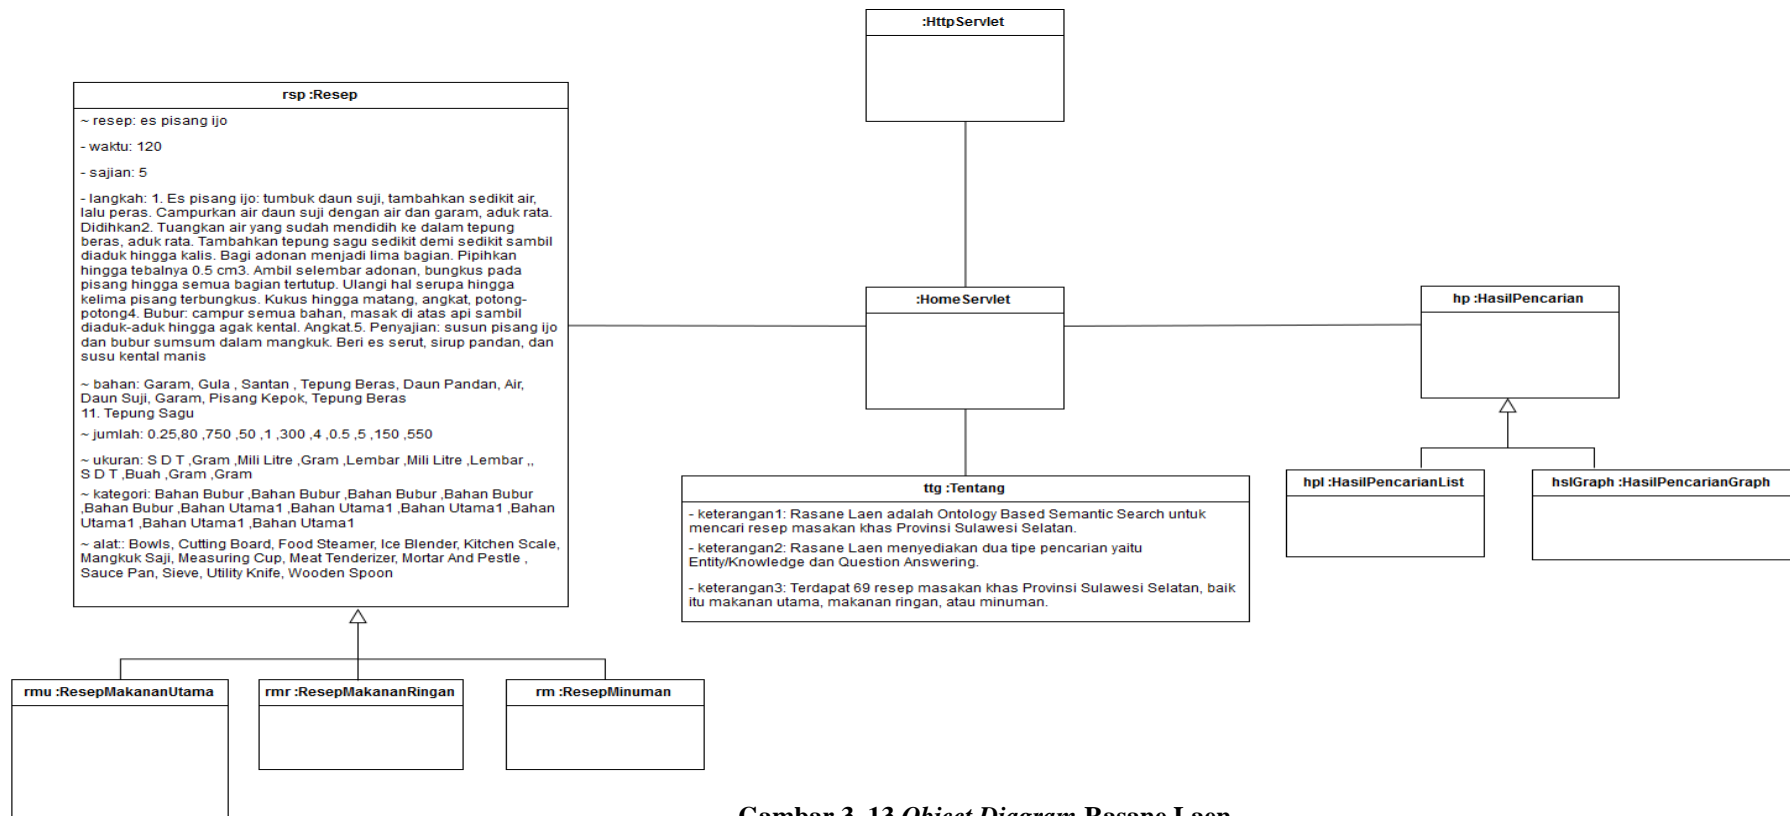 :HttpServlet
rsp :Resep
~ resep: es pisang ijo
- waktu: 120
- sajian: 5
- langkah: 1. Es pisang ijo: tumbuk daun suji, tambahkan sedikit air,
lalu peras. Campurkan air daun suji dengan air dan garam, aduk rata.
Didihkan2. Tuangkan air yang sudah mendidih ke dalam tepung
beras, aduk rata. Tambahkan tepung sagu sedikit demi sedikit sambil
diaduk hingga kalis. Bagi adonan menjadi lima bagian. Pipihkan
hingga tebalnya 0.5 cm3. Ambil selembar adonan, bungkus pada
pisang hingga semua bagian tertutup. Ulangi hal serupa hingga
kelima pisang terbungkus. Kukus hingga matang, angkat, potong-
potong4. Bubur: campur semua bahan, masak di atas api sambil
diaduk-aduk hingga agak kental. Angkat.5. Penyajian: susun pisang ijo
dan bubur sumsum dalam mangkuk. Beri es serut, sirup pandan, dan
susu kental manis
~ bahan: Garam, Gula , Santan , Tepung Beras, Daun Pandan, Air,
Daun Suji, Garam, Pisang Kepok, Tepung Beras
11. Tepung Sagu
~ jumlah: 0.25,80 ,750 ,50 ,1 ,300 ,4 ,0.5 ,5 ,150 ,550
~ ukuran: S D T ,Gram ,Mili Litre ,Gram ,Lembar ,Mili Litre ,Lembar ,,
S D T ,Buah ,Gram ,Gram
~ kategori: Bahan Bubur ,Bahan Bubur ,Bahan Bubur ,Bahan Bubur
,Bahan Bubur ,Bahan Utama1 ,Bahan Utama1 ,Bahan Utama1 ,Bahan
Utama1 ,Bahan Utama1 ,Bahan Utama1
~ alat:: Bowls, Cutting Board, Food Steamer, Ice Blender, Kitchen Scale,
Mangkuk Saji, Measuring Cup, Meat Tenderizer, Mortar And Pestle ,
Sauce Pan, Sieve, Utility Knife, Wooden Spoon
:HomeServlet
hp :HasilPencarian
hpl :HasilPencarianList
hslGraph :HasilPencarianGraph
ttg :Tentang
- keterangan1: Rasane Laen adalah Ontology Based Semantic Search untuk
mencari resep masakan khas Provinsi Sulawesi Selatan.
- keterangan2: Rasane Laen menyediakan dua tipe pencarian yaitu
Entity/Knowledge dan Question Answering.
- keterangan3: Terdapat 69 resep masakan khas Provinsi Sulawesi Selatan, baik
itu makanan utama, makanan ringan, atau minuman.
rmu :ResepMakananUtama
rmr :ResepMakananRingan
rm :ResepMinuman
Gambar 3. 13 Object Diagram Rasane Laen